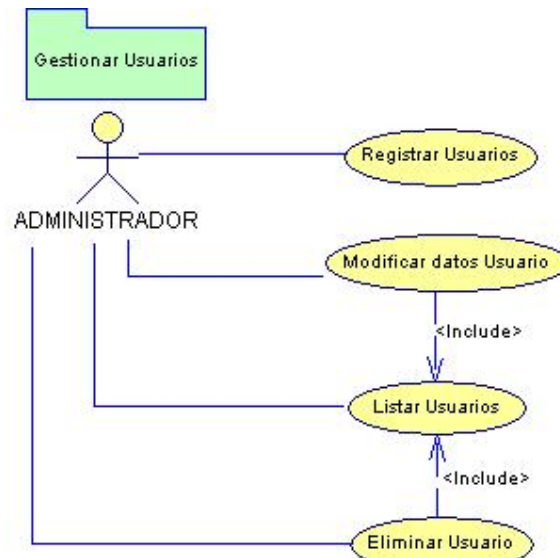 Gestionar Usuarios
Registrar Usuarios
ADMINISTRADOR
Modificar datos Usuario
<Include>
Listar Usuarios
<Include>
Eliminar Usuario